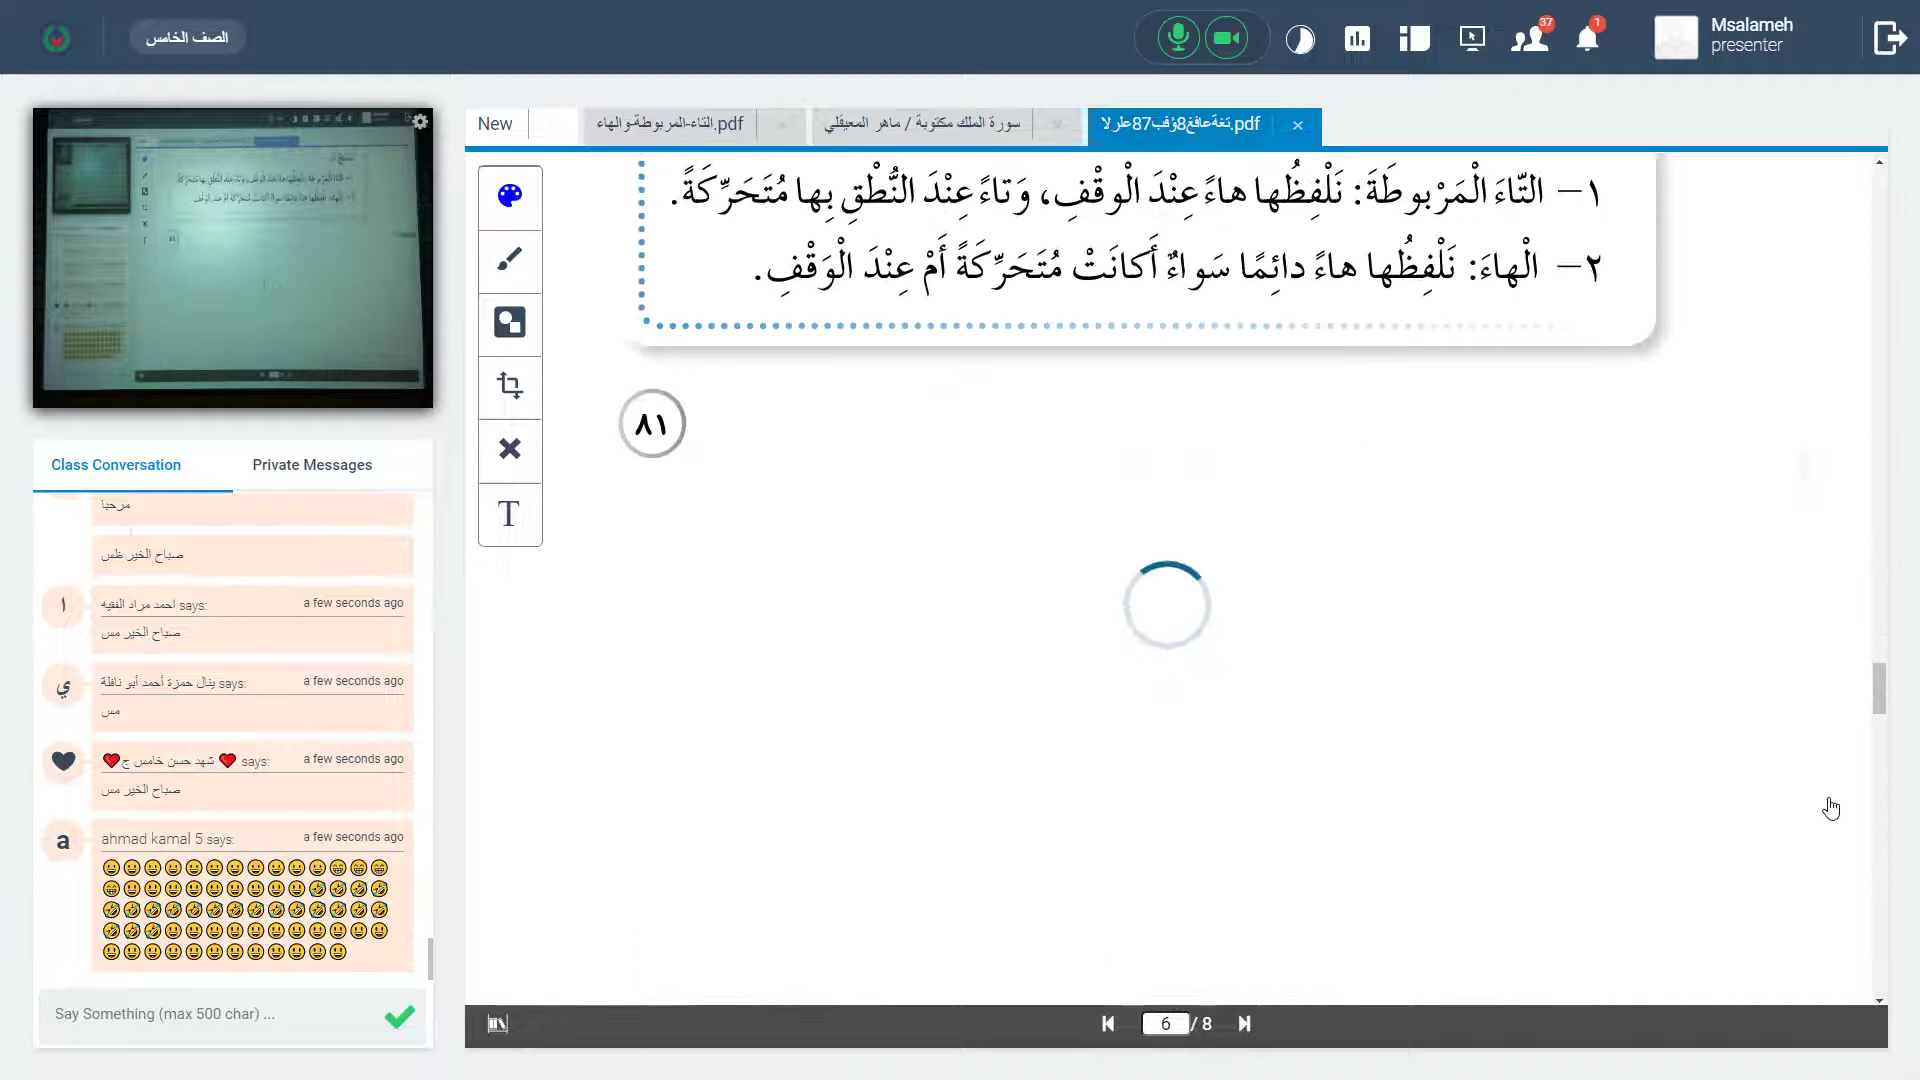 الصف الخامس
37
1
Msalameh
presenter
New
التاء-المربوطة-والهاء.pdf
سورة الملك مكتوبة / ماهر المعيقلي
تغةعافغ8ؤقب87علرلا.pdf
١– التّاءَ الْمَرْبوطَةَ: نَلْفِظُها هاءً عِنْدَ الْوقْفِ، وَتاءً عِنْدَ النُّطْقِ بِها مُتَحَرِّكَةً.
٢– الْهاءَ: نَلْفِظُها هاءً دائِمًا سَواءٌ أَكانَتْ مُتَحَرِّكَةً أَمْ عِنْدَ الْوَقْفِ.
٨١
T
Class Conversation
Private Messages
مرحبا
صباح الخير ظس
ا
احمد مراد الفقيه says:
a few seconds ago
صباح الخير مس
ي
ينال حمزة أحمد أبو نافلة says:
a few seconds ago
مس
❤️ شهد حسن خامس ج❤️ says:
a few seconds ago
صباح الخير مس
a
ahmad kamal 5 says:
a few seconds ago
Say Something (max 500 char) ...
6 / 8